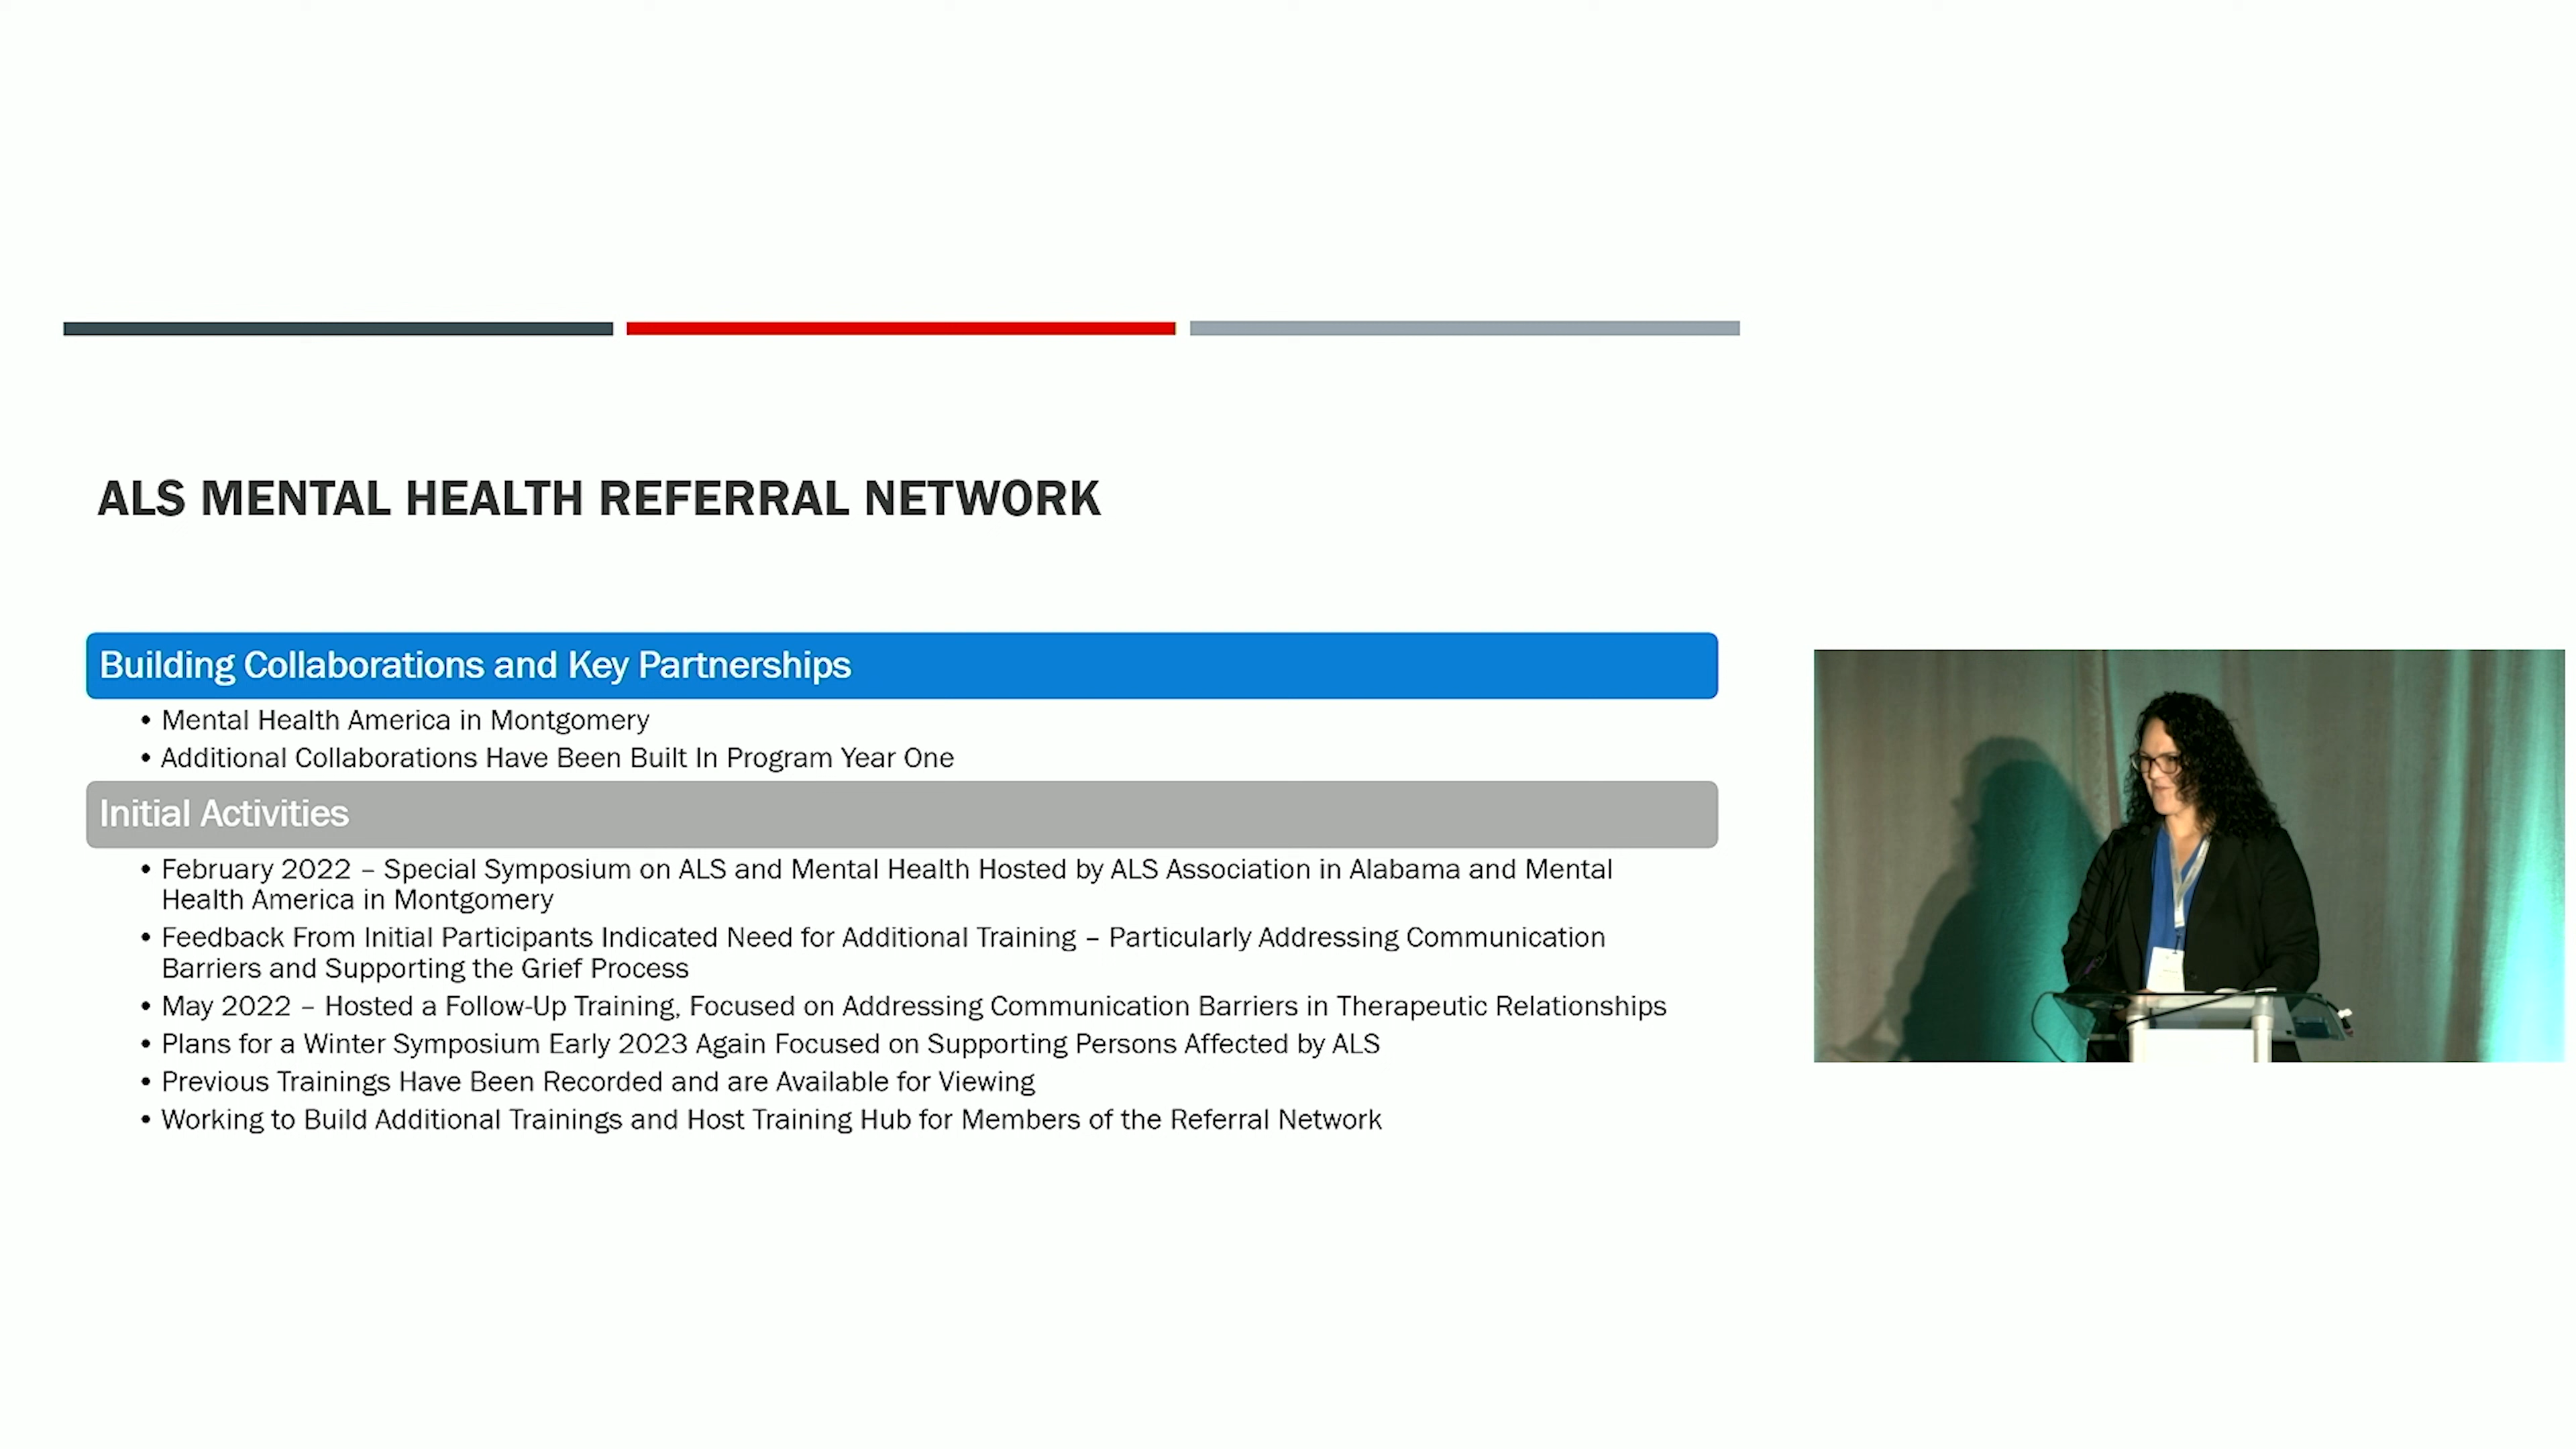 ALS MENTAL HEALTH REFERRAL NETWORK
Building Collaborations and Key Partnerships
• Mental Health America in Montgomery
• Additional Collaborations Have Been Built In Program Year One
Initial Activities
• February 2022 – Special Symposium on ALS and Mental Health Hosted by ALS Association in Alabama and Mental
Health America in Montgomery
• Feedback From Initial Participants Indicated Need for Additional Training – Particularly Addressing Communication
Barriers and Supporting the Grief Process
• May 2022 – Hosted a Follow-Up Training, Focused on Addressing Communication Barriers in Therapeutic Relationships
• Plans for a Winter Symposium Early 2023 Again Focused on Supporting Persons Affected by ALS
• Previous Trainings Have Been Recorded and are Available for Viewing
• Working to Build Additional Trainings and Host Training Hub for Members of the Referral Network